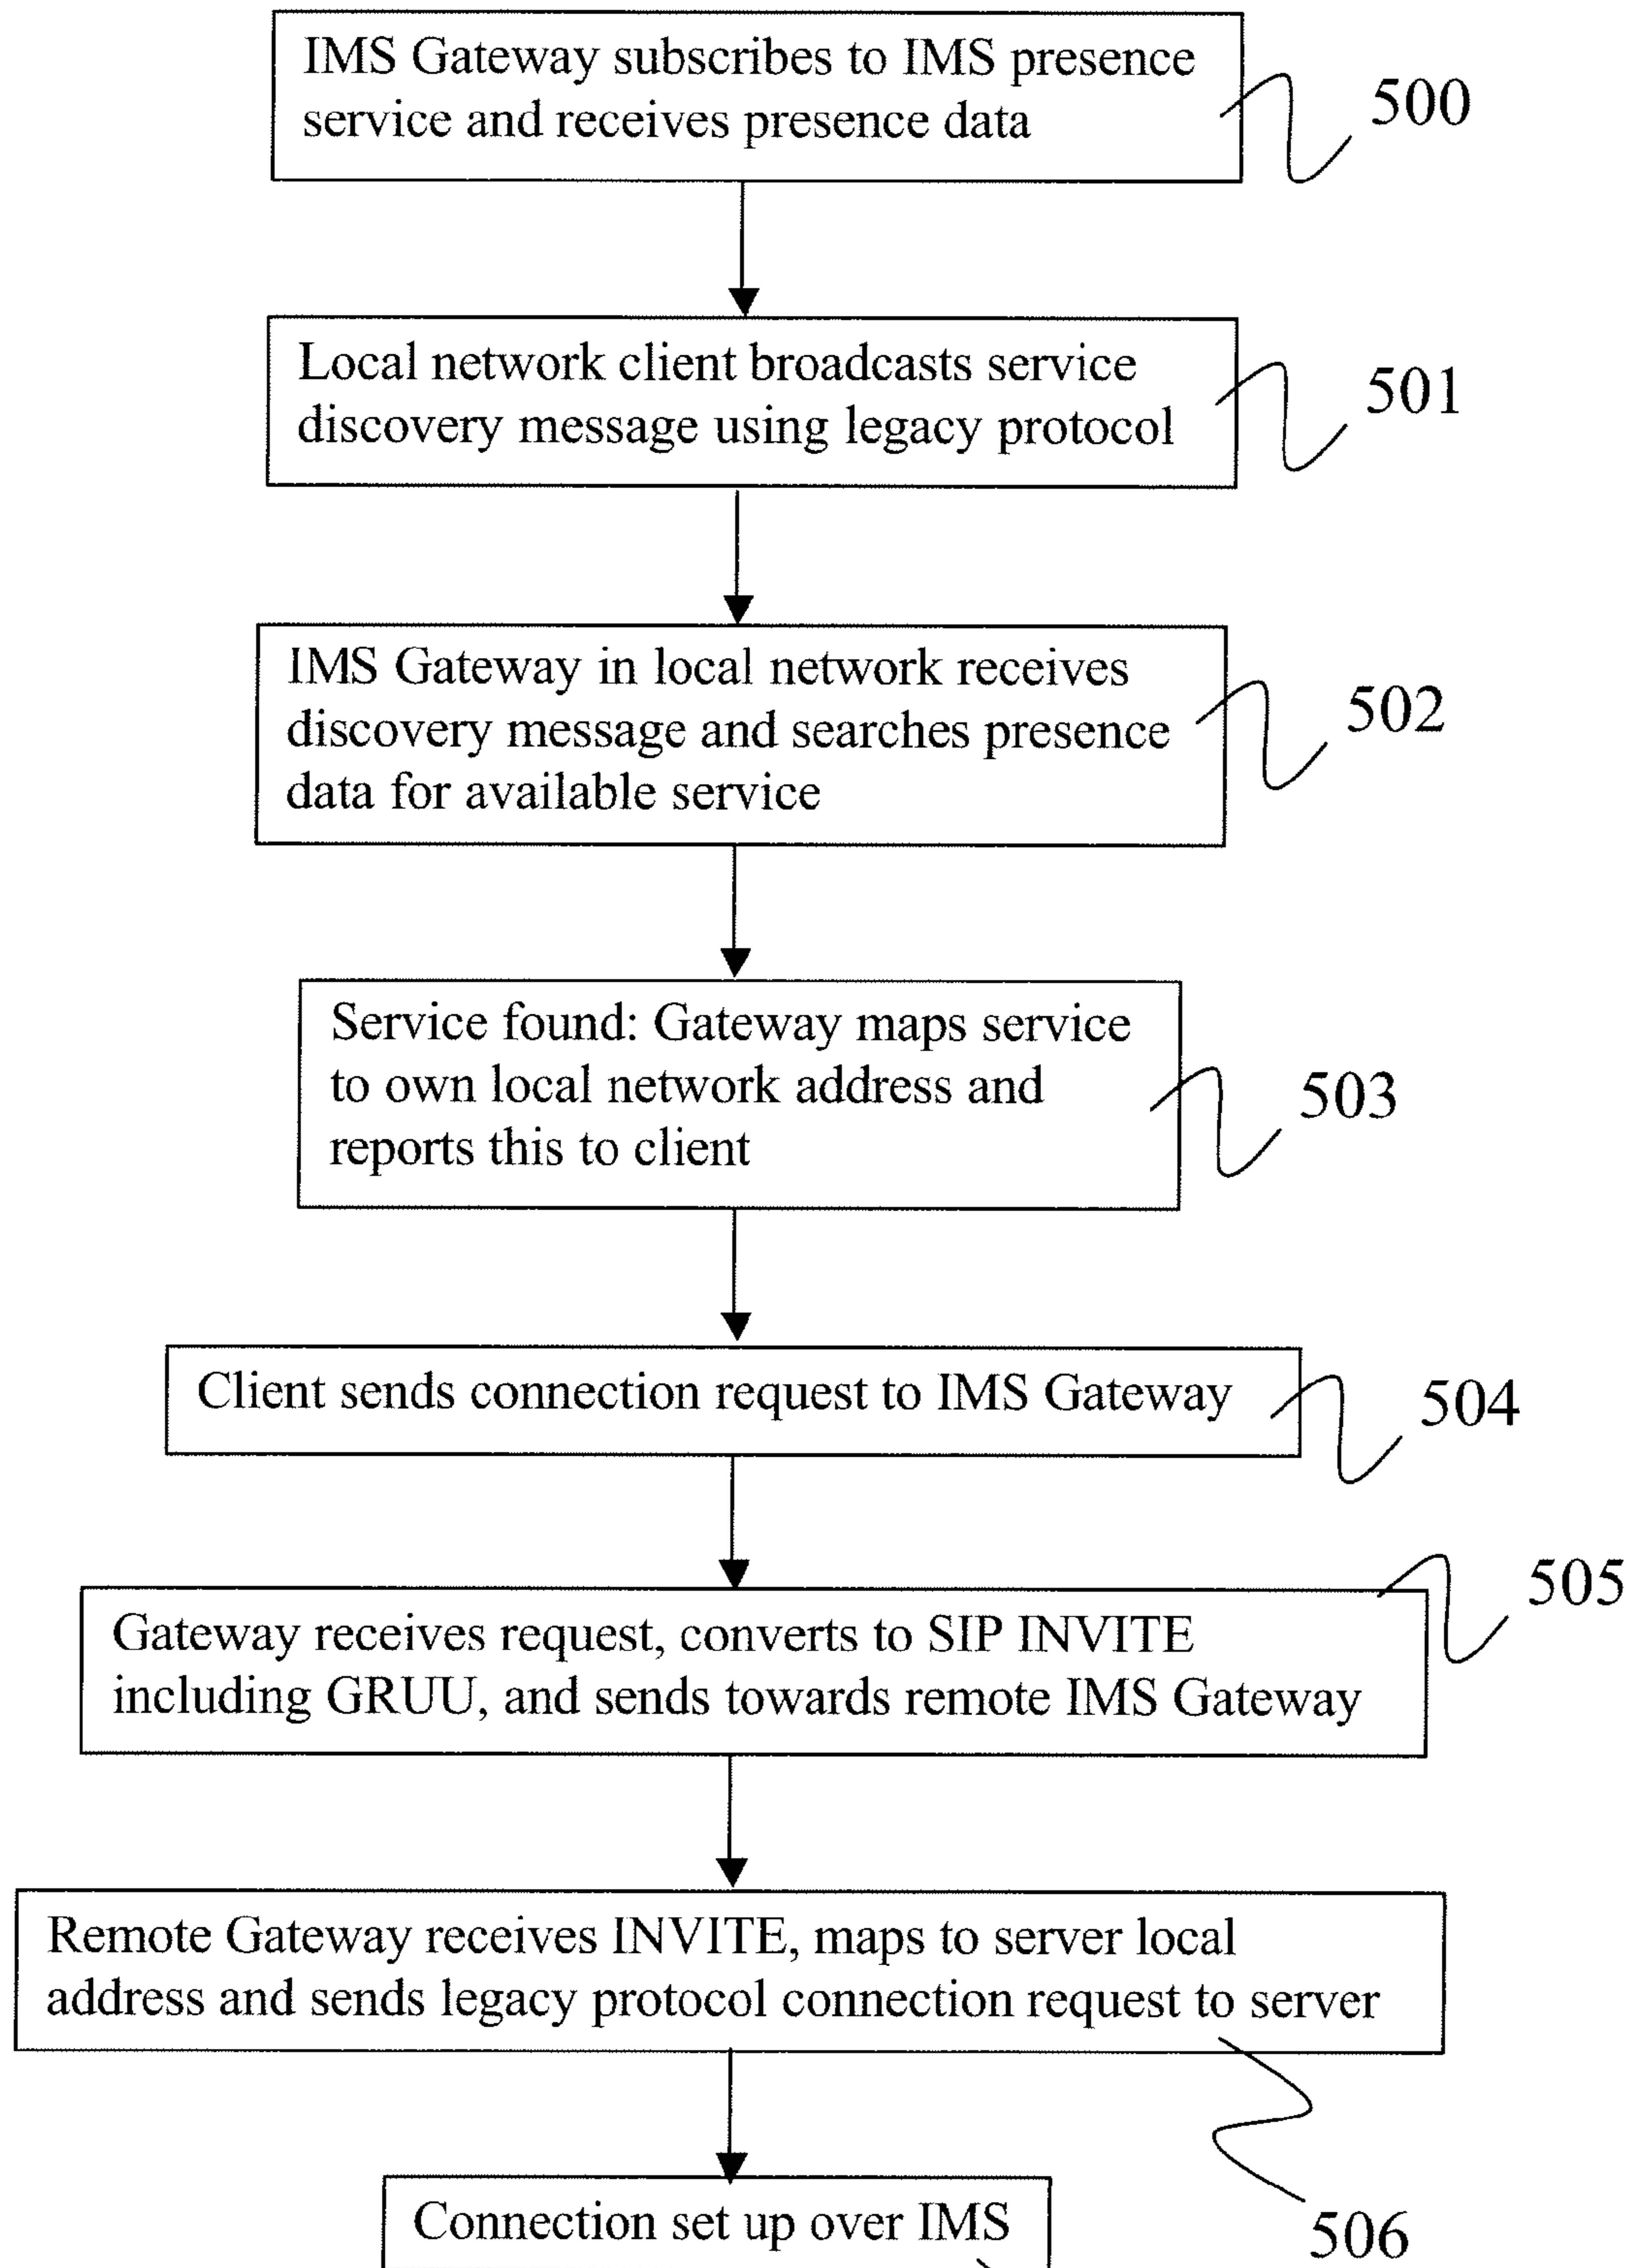 IMS Gateway subscribes to IMS presence
service and receives presence data
500
Local network client broadcasts service
discovery message using legacy protocol
501
IMS Gateway in local network receives
discovery message and searches presence
data for available service
502
Service found: Gateway maps service
to own local network address and
reports this to client
503
Client sends connection request to IMS Gateway
504
505
Gateway receives request, converts to SIP INVITE
including GRUU, and sends towards remote IMS Gateway
Remote Gateway receives INVITE, maps to server local
address and sends legacy protocol connection request to server
506
Connection set up over IMS